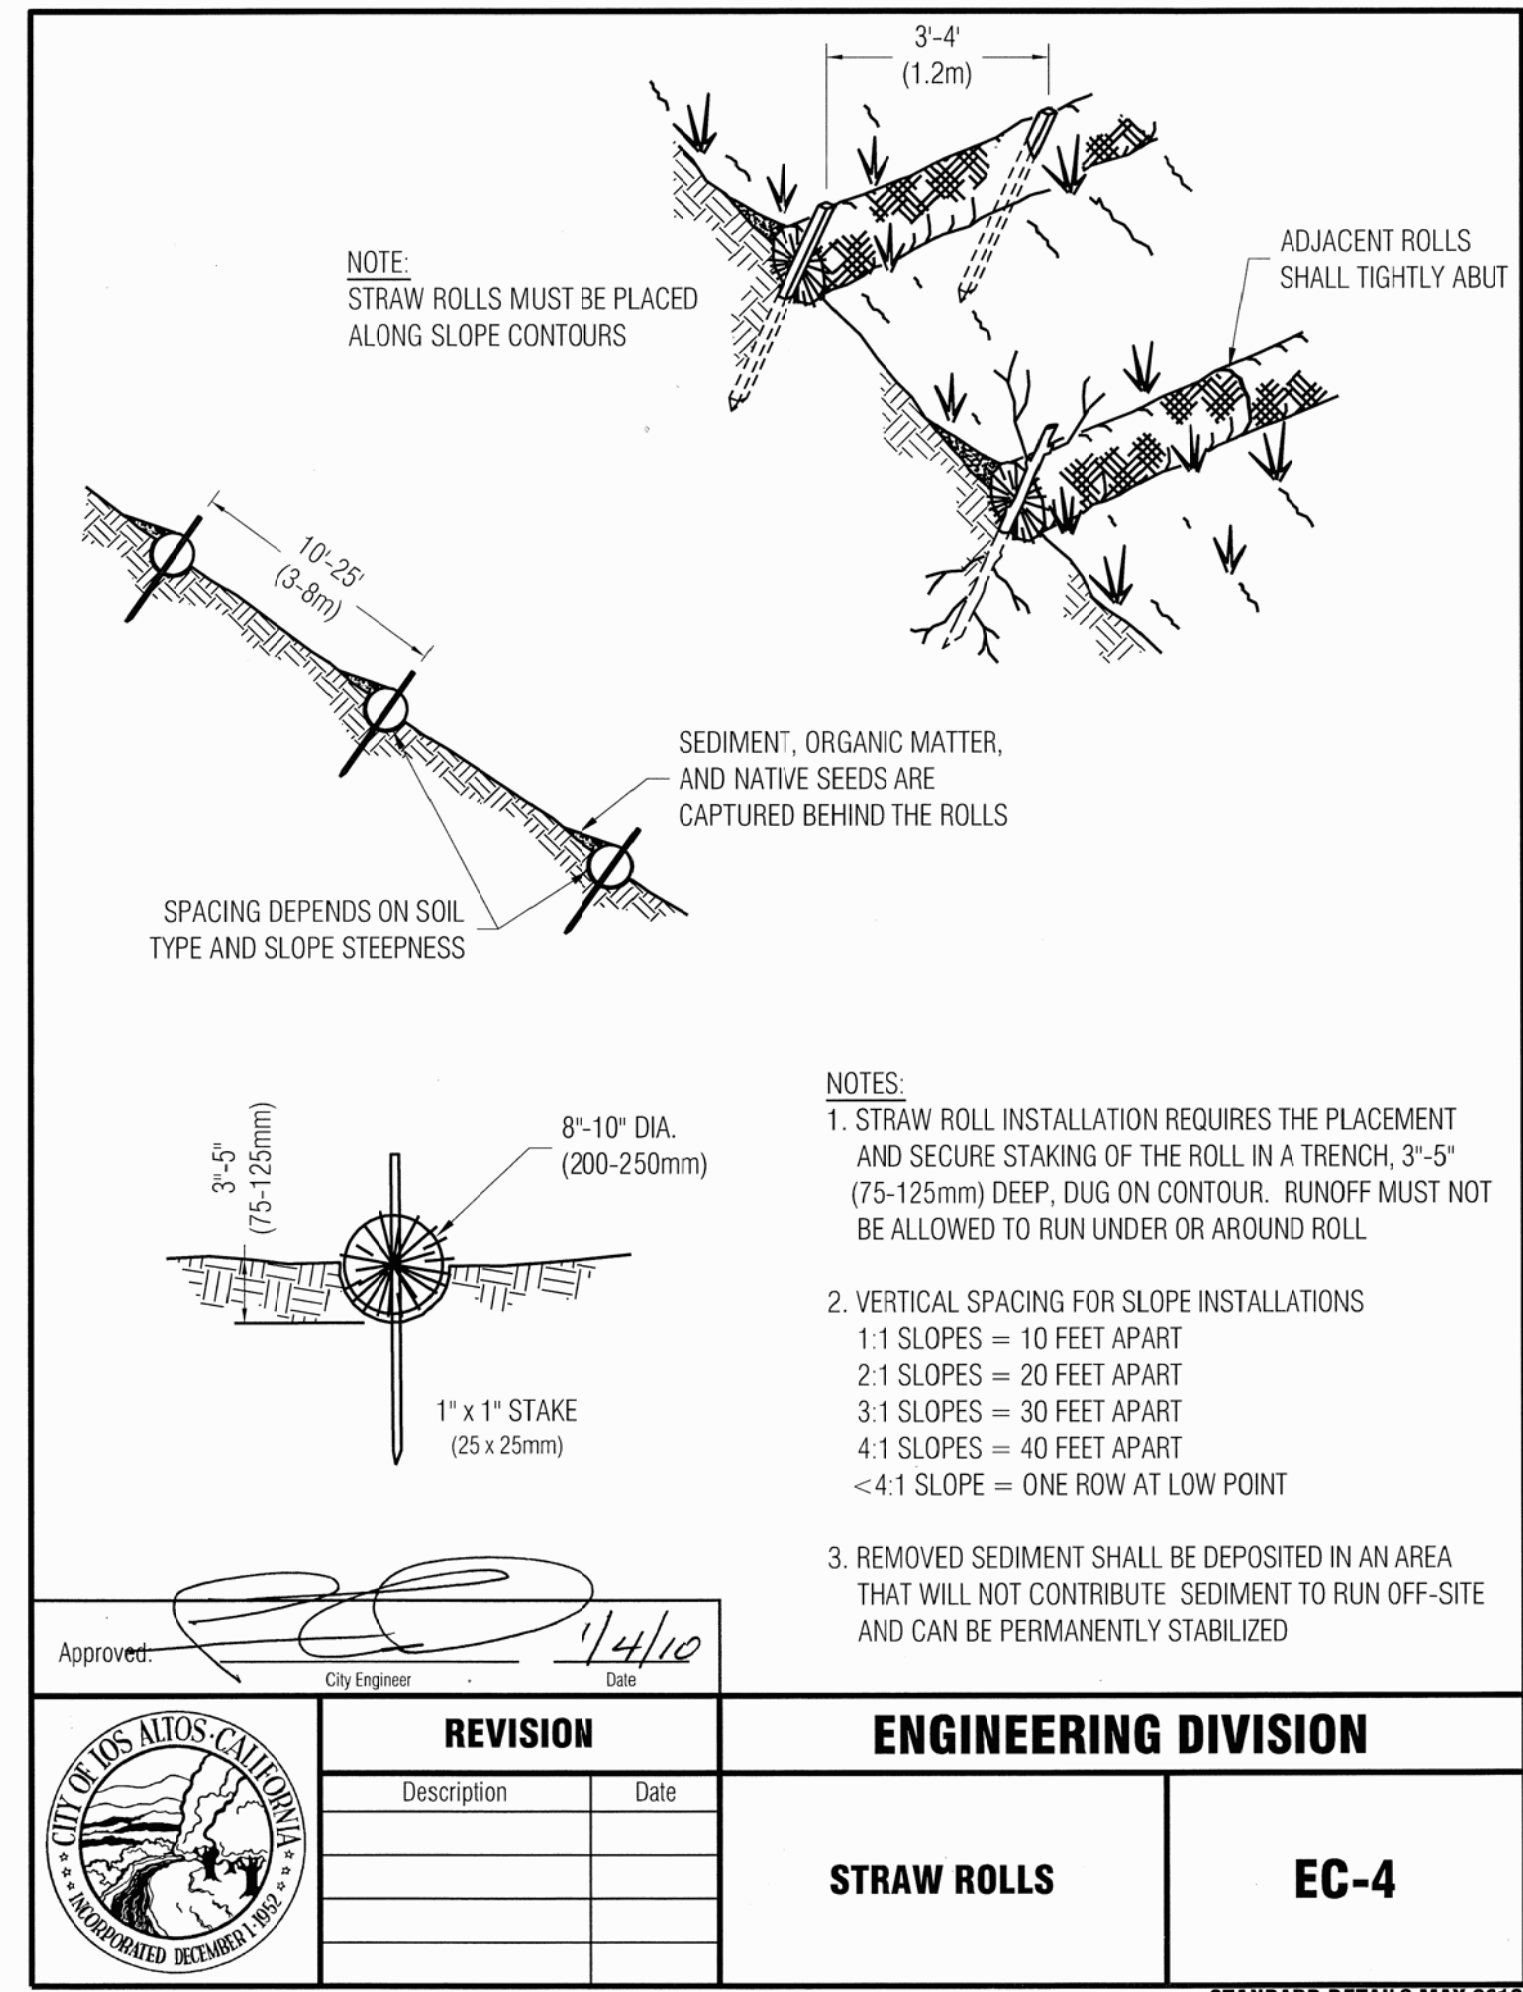 3'-4'
(1.2m)
NOTE:
STRAW ROLLS MUST BE PLACED
ALONG SLOPE CONTOURS
ADJACENT ROLLS
SHALL TIGHTLY ABUT
10'-25'
(3-8m)
SEDIMENT, ORGANIC MATTER,
AND NATIVE SEEDS ARE
CAPTURED BEHIND THE ROLLS
SPACING DEPENDS ON SOIL
TYPE AND SLOPE STEEPNESS
3"-5"
(75-125mm)
8"-10" DIA.
(200-250mm)
1" x 1" STAKE
(25 x 25mm)
NOTES:
1. STRAW ROLL INSTALLATION REQUIRES THE PLACEMENT
AND SECURE STAKING OF THE ROLL IN A TRENCH, 3"-5"
(75-125mm) DEEP, DUG ON CONTOUR. RUNOFF MUST NOT
BE ALLOWED TO RUN UNDER OR AROUND ROLL
2. VERTICAL SPACING FOR SLOPE INSTALLATIONS
1:1 SLOPES = 10 FEET APART
2:1 SLOPES = 20 FEET APART
3:1 SLOPES = 30 FEET APART
4:1 SLOPES = 40 FEET APART
<4:1 SLOPE = ONE ROW AT LOW POINT
3. REMOVED SEDIMENT SHALL BE DEPOSITED IN AN AREA
THAT WILL NOT CONTRIBUTE SEDIMENT TO RUN OFF-SITE
AND CAN BE PERMANENTLY STABILIZED
Approved:
1/4/10
City Engineer
Date
CITY OF LOS ALTOS · CALIFORNIA
INCORPORATED DECEMBER 1·1952
REVISION
Description Date
ENGINEERING DIVISION
STRAW ROLLS
EC-4